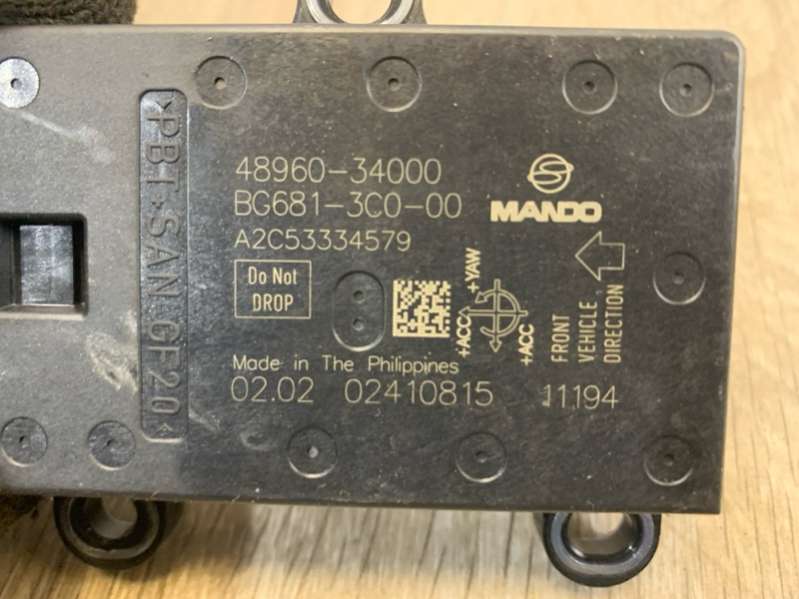 >PBT+SAN-GF20<
48960-34000
BG681-3C0-00
A2C53334579
MANDO
Do Not
DROP
+YAW
+ACC
+ACC
FRONT
VEHICLE
DIRECTION
Made in The Philippines
02.02 02410815 11194